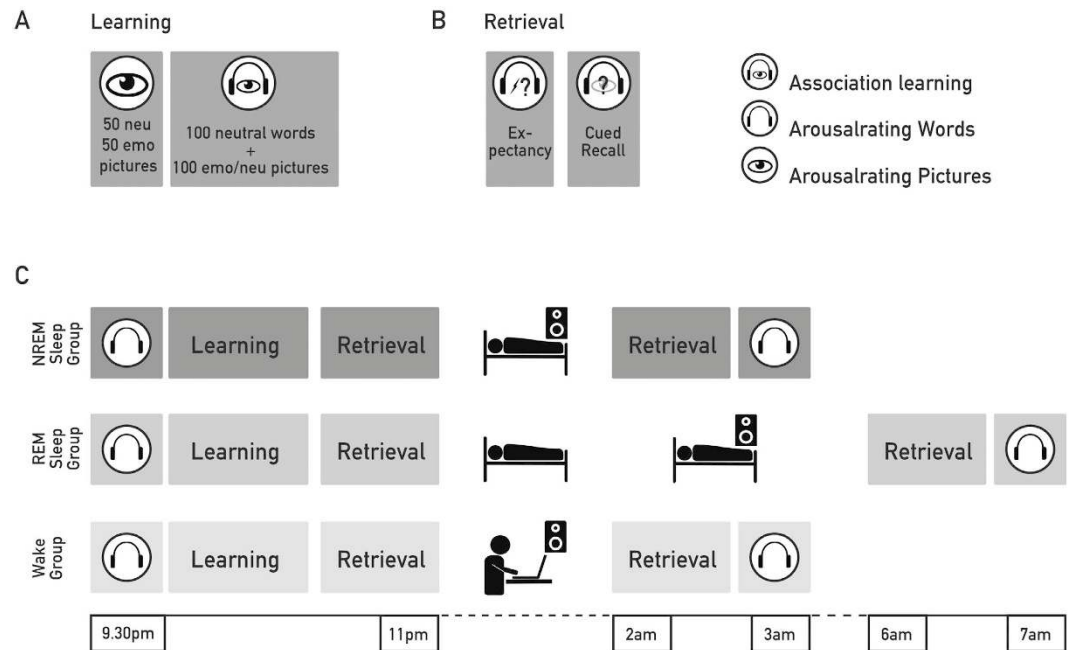 A Learning
50 neu
50 emo
pictures
100 neutral words
+
100 emo/neu pictures
B Retrieval
?
Ex-
pectancy
?
Cued
Recall
Association learning
Arousalrating Words
Arousalrating Pictures
C
NREM
Sleep
Group
Learning
Retrieval
Retrieval
REM
Sleep
Group
Learning
Retrieval
Retrieval
Wake
Group
Learning
Retrieval
Retrieval
9.30pm
11pm
2am
3am
6am
7am